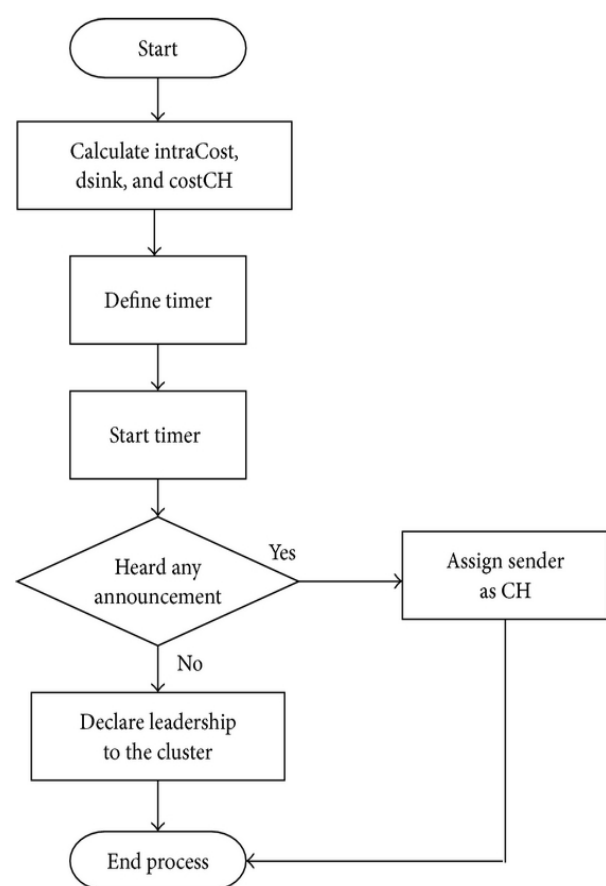 Start
Calculate intraCost,
dsink, and costCH
Define timer
Start timer
Heard any
announcement
Yes
Assign sender
as CH
No
Declare leadership
to the cluster
End process